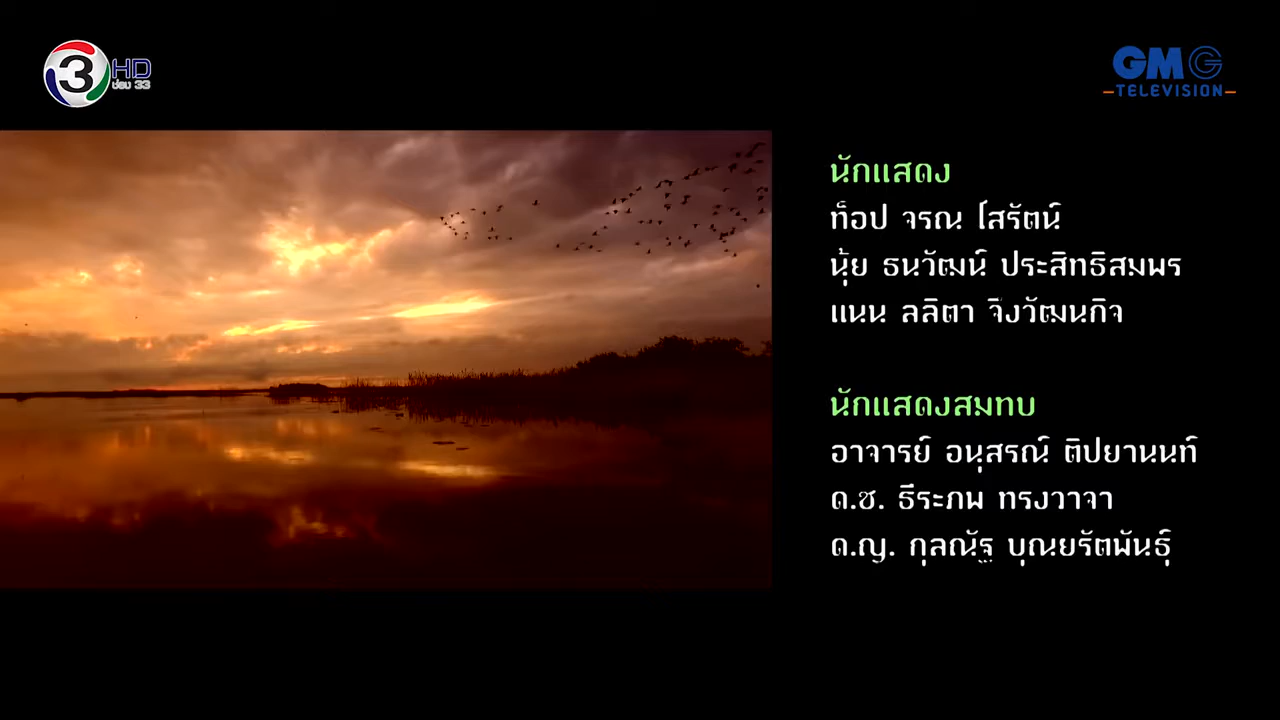 3 HD
ช่อง 33
GMG
TELEVISION
นักแสดง
ท็อป จรณ โสรัตน์
นุ้ย ธนวัฒน์ ประสิทธิสมพร
แนน ลลิตา จึงวัฒนกิจ
นักแสดงสมทบ
อาจารย์ อนุสรณ์ ติปยานนท์
ด.ช. ธีระภพ ทรงวาจา
ด.ญ. กุลณัฐ บุณยรัตพันธุ์